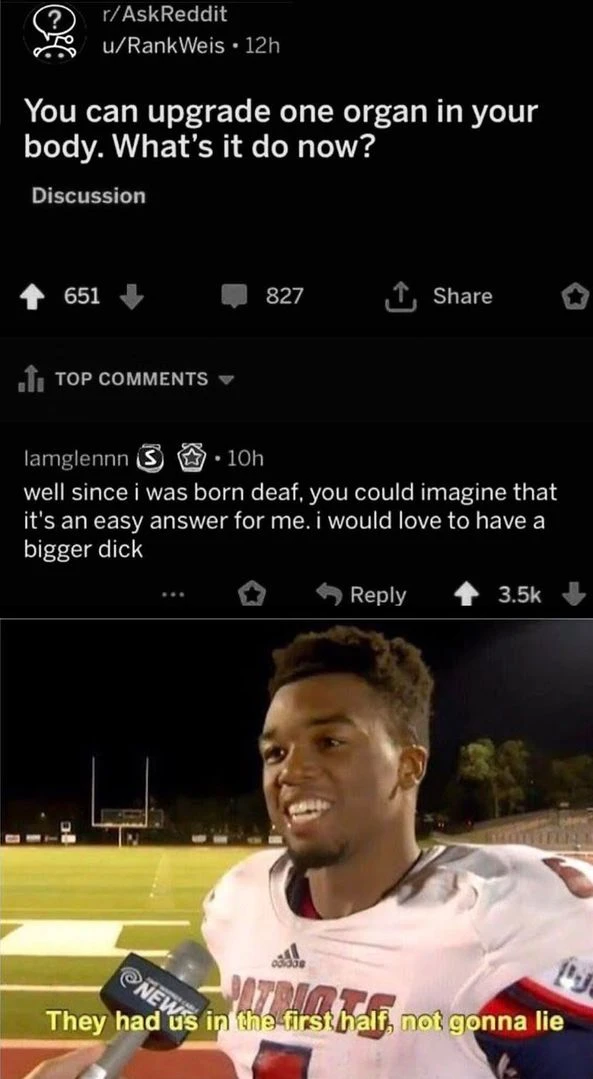 r/AskReddit
u/RankWeis • 12h
You can upgrade one organ in your
body. What's it do now?
Discussion
651
827
Share
TOP COMMENTS
lamglennn S • 10h
well since i was born deaf, you could imagine that
it's an easy answer for me. i would love to have a
bigger dick
... Reply 3.5k
adidas
PATRIOTS
NEWS
They had us in the first half, not gonna lie